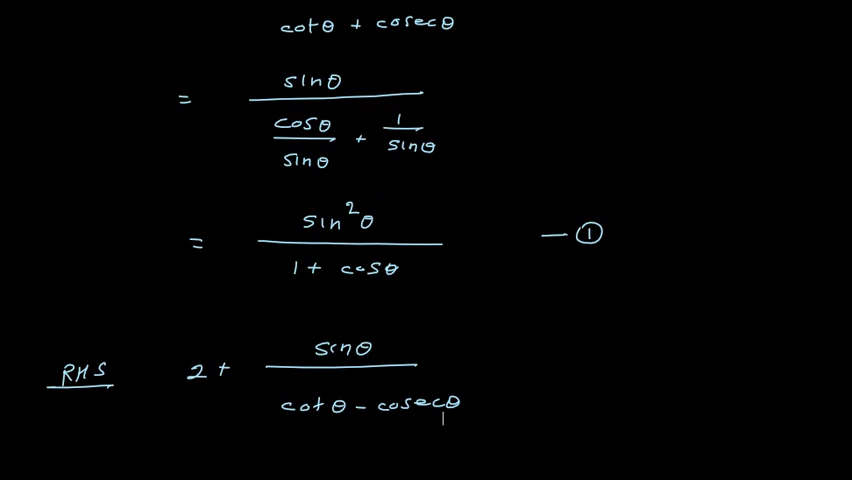 cotθ + cosecθ
sinθ
=
cosθ/sinθ + 1/sinθ
sin²θ
= — ①
1 + cosθ
sinθ
RHS 2 +
cotθ - cosecθ